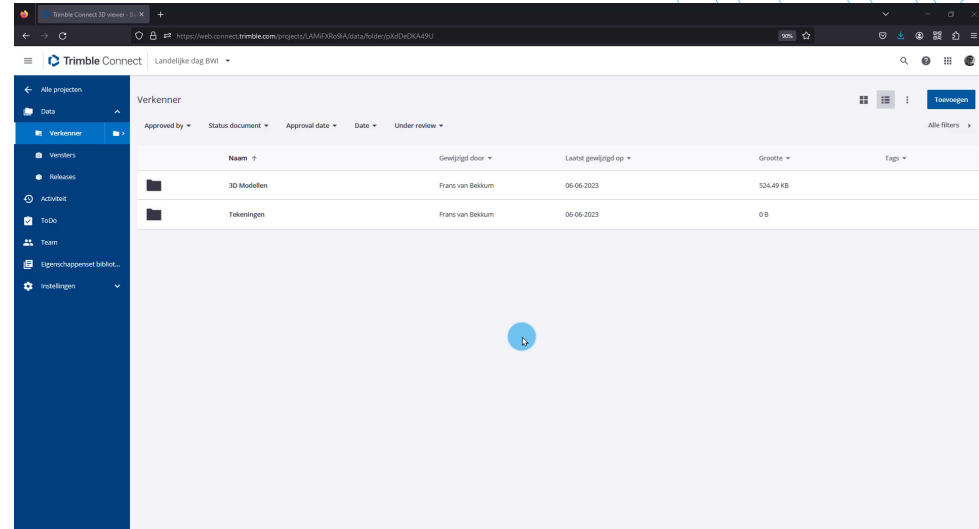 Trimble Connect 3D viewer - B
https://web.connect.trimble.com/projects/LAMiFXRo9iA/data/folder/pXdDeDKA49U
90%
Trimble Connect
Landelijke dag BWI
Alle projecten
Data
Verkenner
Vensters
Releases
Activiteit
ToDo
Team
Eigenschappenset bibliot...
Instellingen
Verkenner
Toevoegen
Approved by
Status document
Approval date
Date
Under review
Alle filters
Naam
Gewijzigd door
Laatst gewijzigd op
Grootte
Tags
3D Modellen
Frans van Bekkum
06-06-2023
524.49 KB
Tekeningen
Frans van Bekkum
06-06-2023
0 B